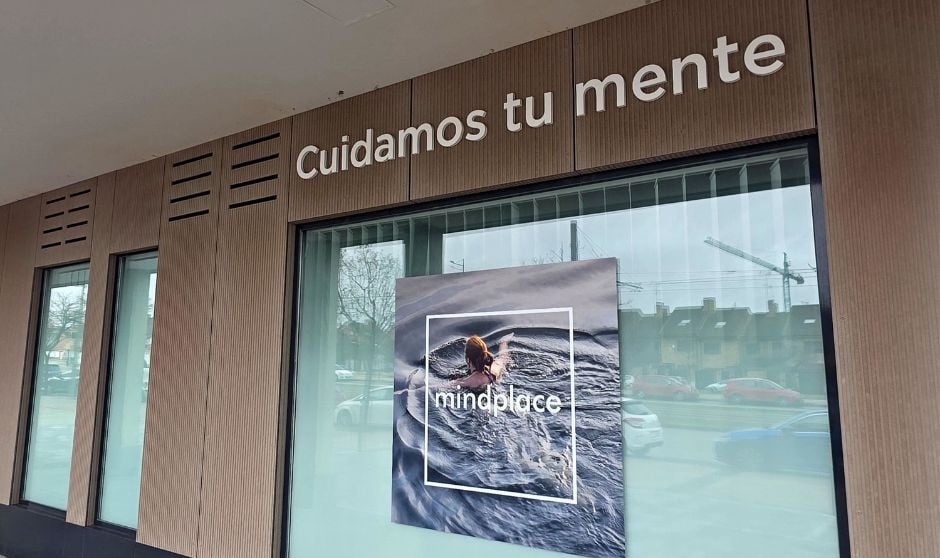 Cuidamos tu mente
mindplace